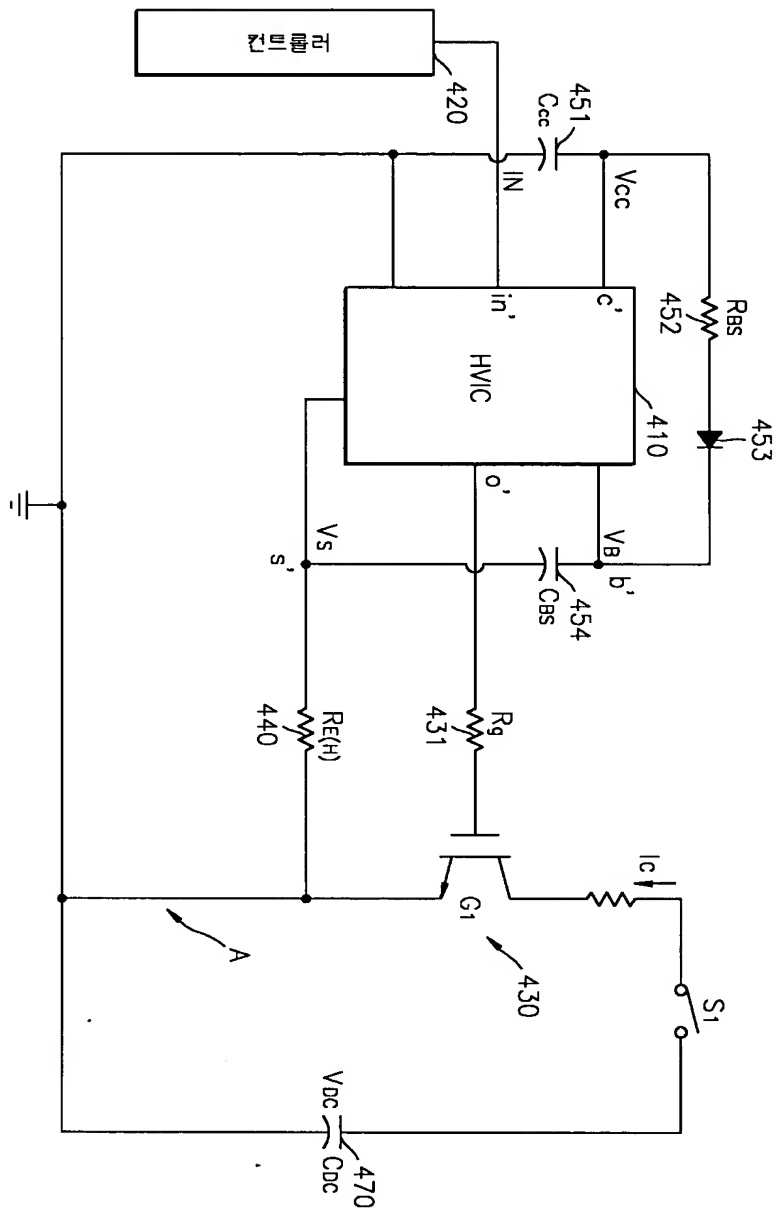 컨트롤러
420
451
Ccc
IN
Vcc
RBS
452
453
in'
c'
HVIC
410
o'
VB
b'
Vs
s'
CBS
454
RE(H)
440
Rg
431
Ic
G1
430
A
S1
VDC
CDC
470